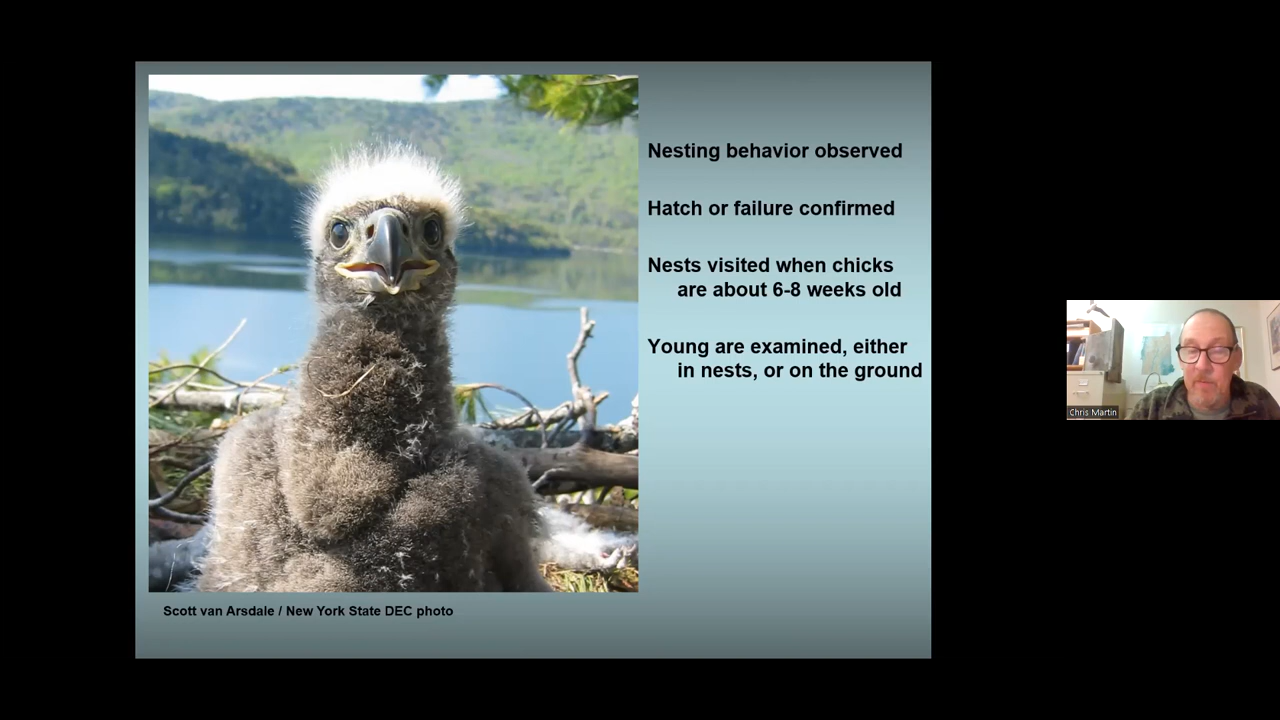 Nesting behavior observed
Hatch or failure confirmed
Nests visited when chicks
are about 6-8 weeks old
Young are examined, either
in nests, or on the ground
Scott van Arsdale / New York State DEC photo
Chris Martin